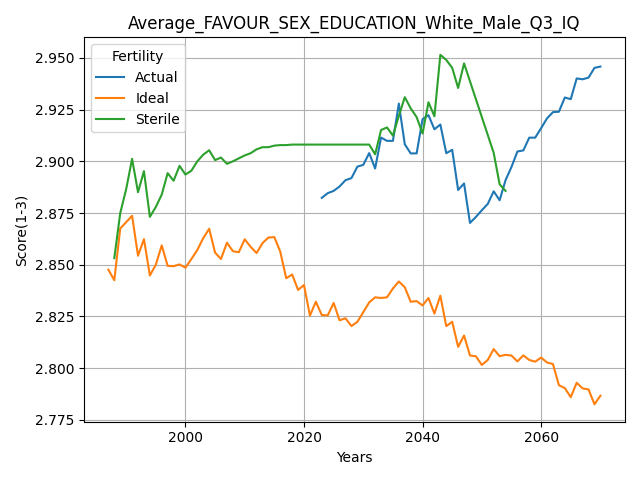 Average_FAVOUR_SEX_EDUCATION_White_Male_Q3_IQ
Fertility
Actual
Ideal
Sterile
Score(1-3)
2.950
2.925
2.900
2.875
2.850
2.825
2.800
2.775
2000 2020 2040 2060
Years